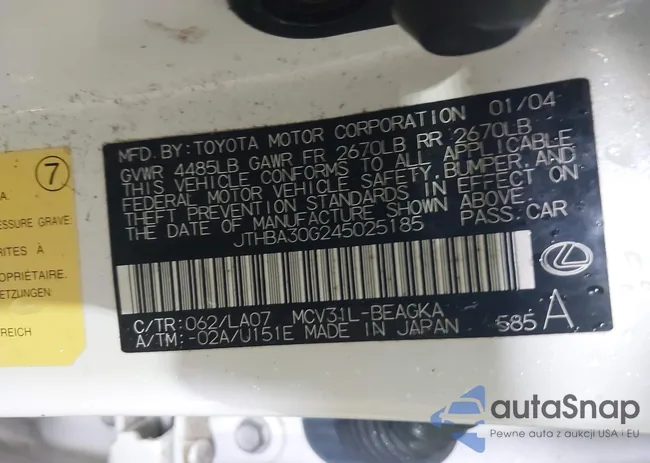 7
A.
ESSURE GRAVE
RITES À
PROPRIÉTAIRE.
ETZUNGEN:
REICH
MFD. BY: TOYOTA MOTOR CORPORATION 01/04
GVWR 4485LB GAWR FR 2670LB RR 2670LB
THIS VEHICLE CONFORMS TO ALL APPLICABLE
FEDERAL MOTOR VEHICLE SAFETY, BUMPER, AND
THEFT PREVENTION STANDARDS IN EFFECT ON
THE DATE OF MANUFACTURE SHOWN ABOVE.
JTHBA30G245025185 PASS. CAR
C/TR: 062/LA07 MCV31L-BEAGKA
A/TM: -02A/U151E MADE IN JAPAN 585 A
autoSnap
Pewne auta z aukcji USA i EU